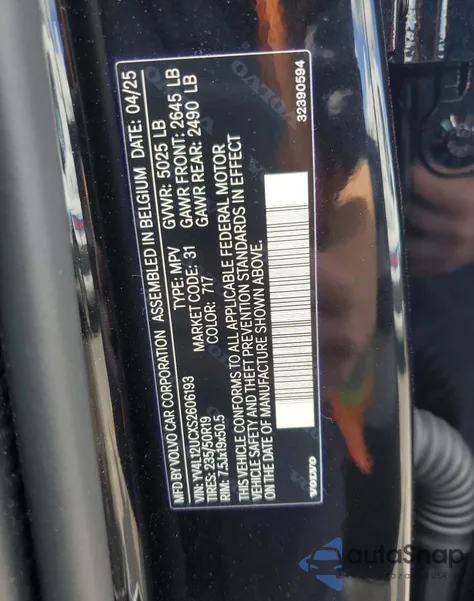 MFD BY VOLVO CAR CORPORATION ASSEMBLED IN BELGIUM DATE: 04/25
VIN: YV4L12UCXS2606193 TYPE: MPV GVWR: 5025 LB
TIRES: 235/50R19 MARKET CODE: 31 GAWR FRONT: 2645 LB
RIM: 7.5Jx19x50.5 COLOR: 717 GAWR REAR: 2490 LB
THIS VEHICLE CONFORMS TO ALL APPLICABLE FEDERAL MOTOR
VEHICLE SAFETY AND THEFT PREVENTION STANDARDS IN EFFECT
ON THE DATE OF MANUFACTURE SHOWN ABOVE.
VOLVO
32390594
autoSnap